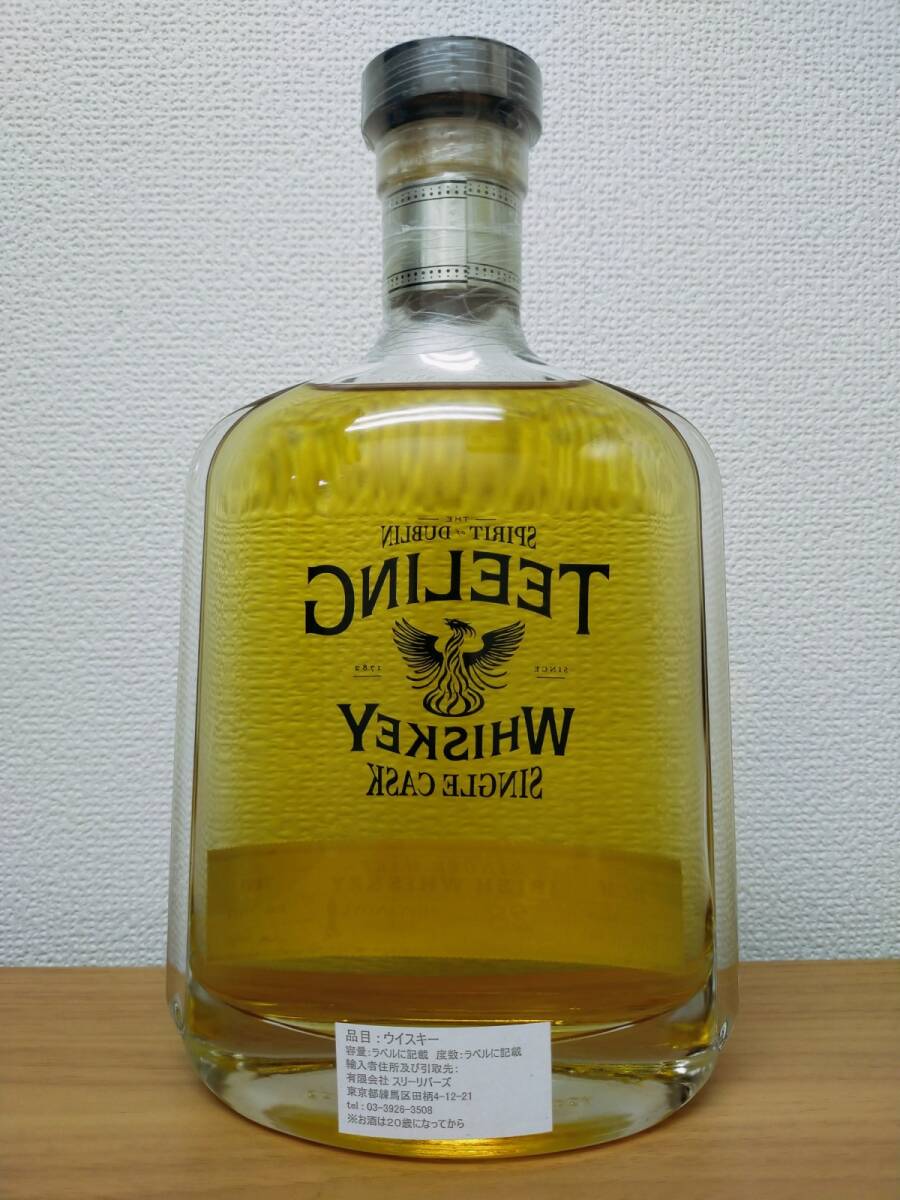 THE
SPIRIT of DUBLIN
TEELING
SINCE 1782
WHISKEY
SINGLE CASK
IRISH WHISKEY
品目：ウイスキー
容量：ラベルに記載 度数：ラベルに記載
輸入者住所及び引取先：
有限会社 スリーリバーズ
東京都練馬区田柄4-12-21
tel：03-3926-3508
※お酒は20歳になってから